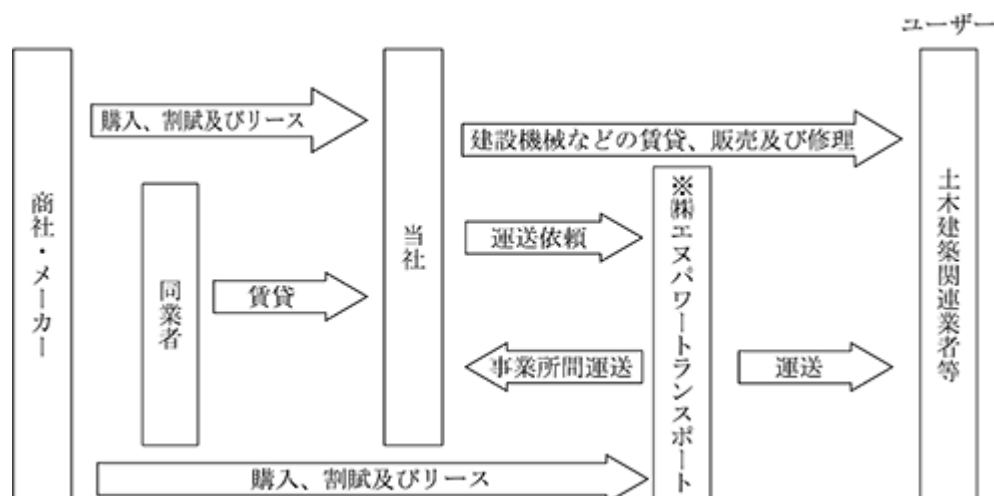 ユーザー
商社・メーカー
購入、割賦及びリース
同業者
賃貸
当社
建設機械などの賃貸、販売及び修理
運送依頼
事業所間運送
※㈱エヌパワートランスポート
運送
土木建築関連業者等
購入、割賦及びリース